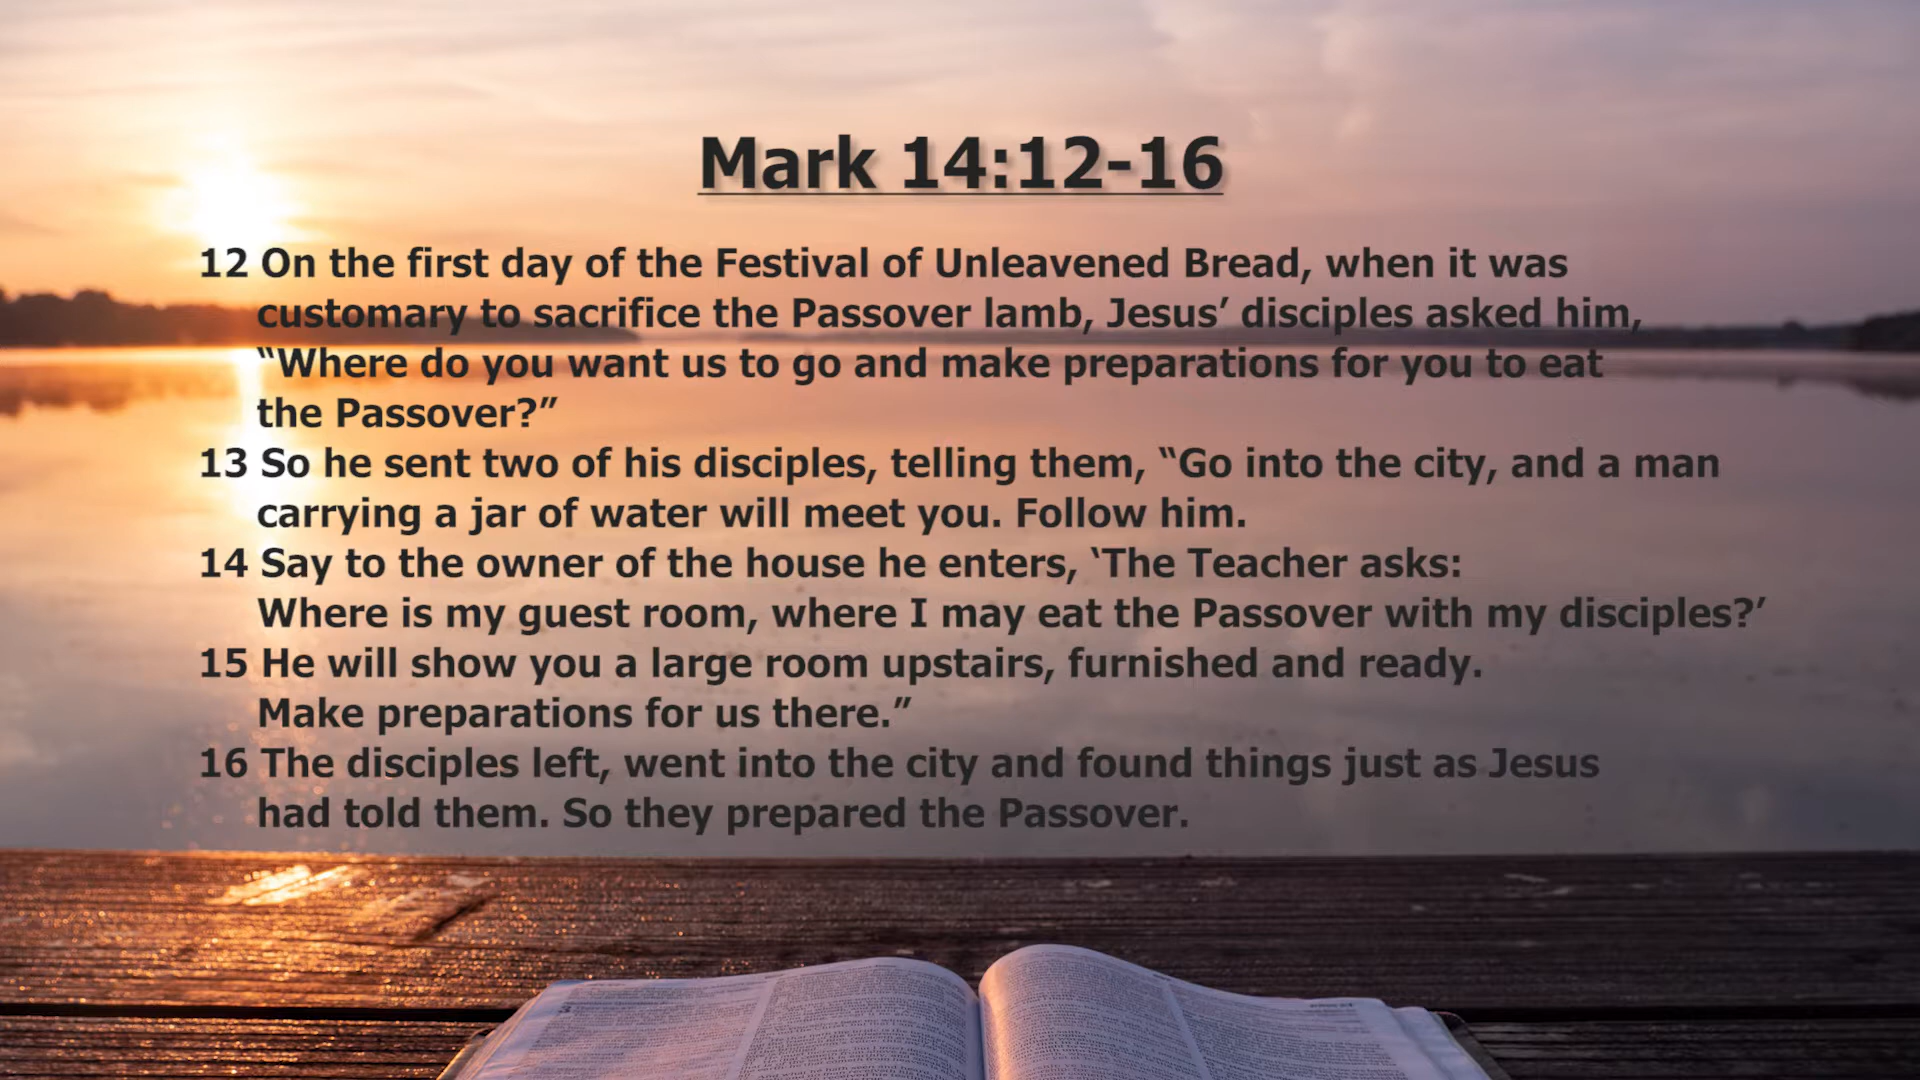 Mark 14:12-16
12 On the first day of the Festival of Unleavened Bread, when it was
customary to sacrifice the Passover lamb, Jesus’ disciples asked him,
“Where do you want us to go and make preparations for you to eat
the Passover?”
13 So he sent two of his disciples, telling them, “Go into the city, and a man
carrying a jar of water will meet you. Follow him.
14 Say to the owner of the house he enters, ‘The Teacher asks:
Where is my guest room, where I may eat the Passover with my disciples?’
15 He will show you a large room upstairs, furnished and ready.
Make preparations for us there.”
16 The disciples left, went into the city and found things just as Jesus
had told them. So they prepared the Passover.